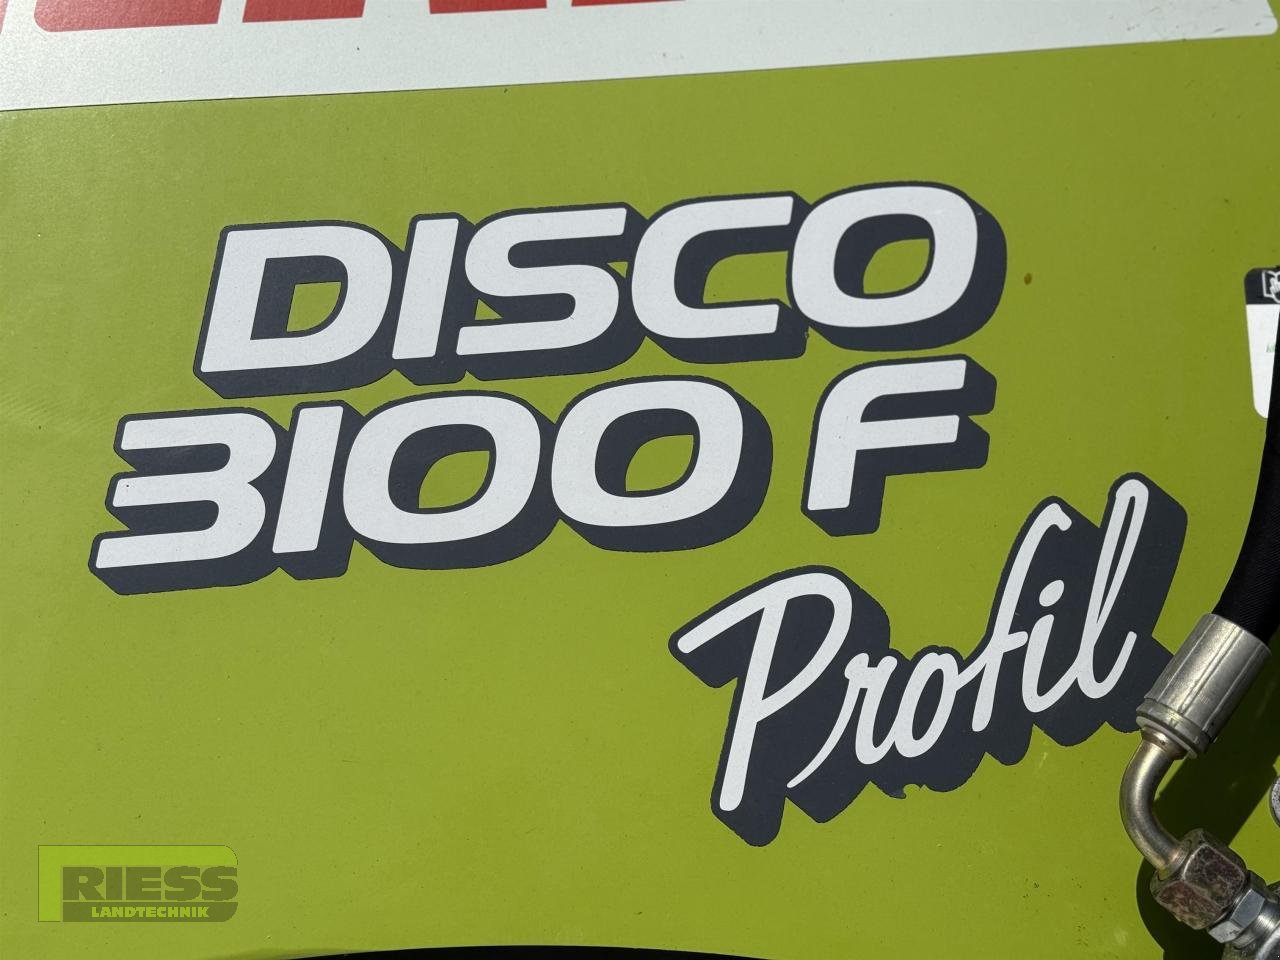 DISCO
3100 F
Profil
RIESS
LANDTECHNIK